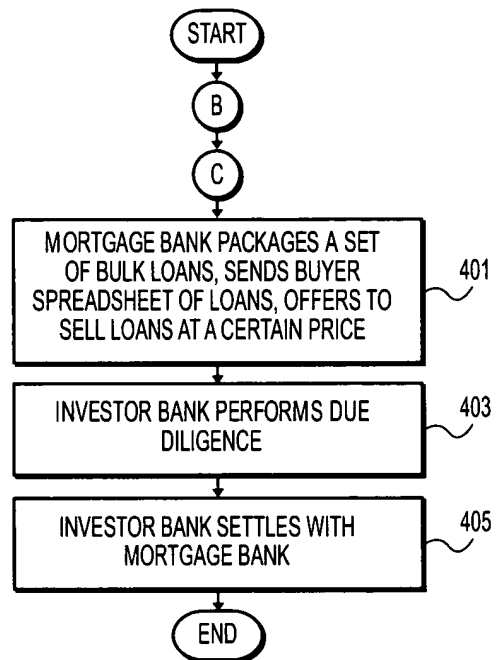 START
B
C
MORTGAGE BANK PACKAGES A SET
OF BULK LOANS, SENDS BUYER
SPREADSHEET OF LOANS, OFFERS TO
SELL LOANS AT A CERTAIN PRICE
401
INVESTOR BANK PERFORMS DUE
DILIGENCE
403
INVESTOR BANK SETTLES WITH
MORTGAGE BANK
405
END